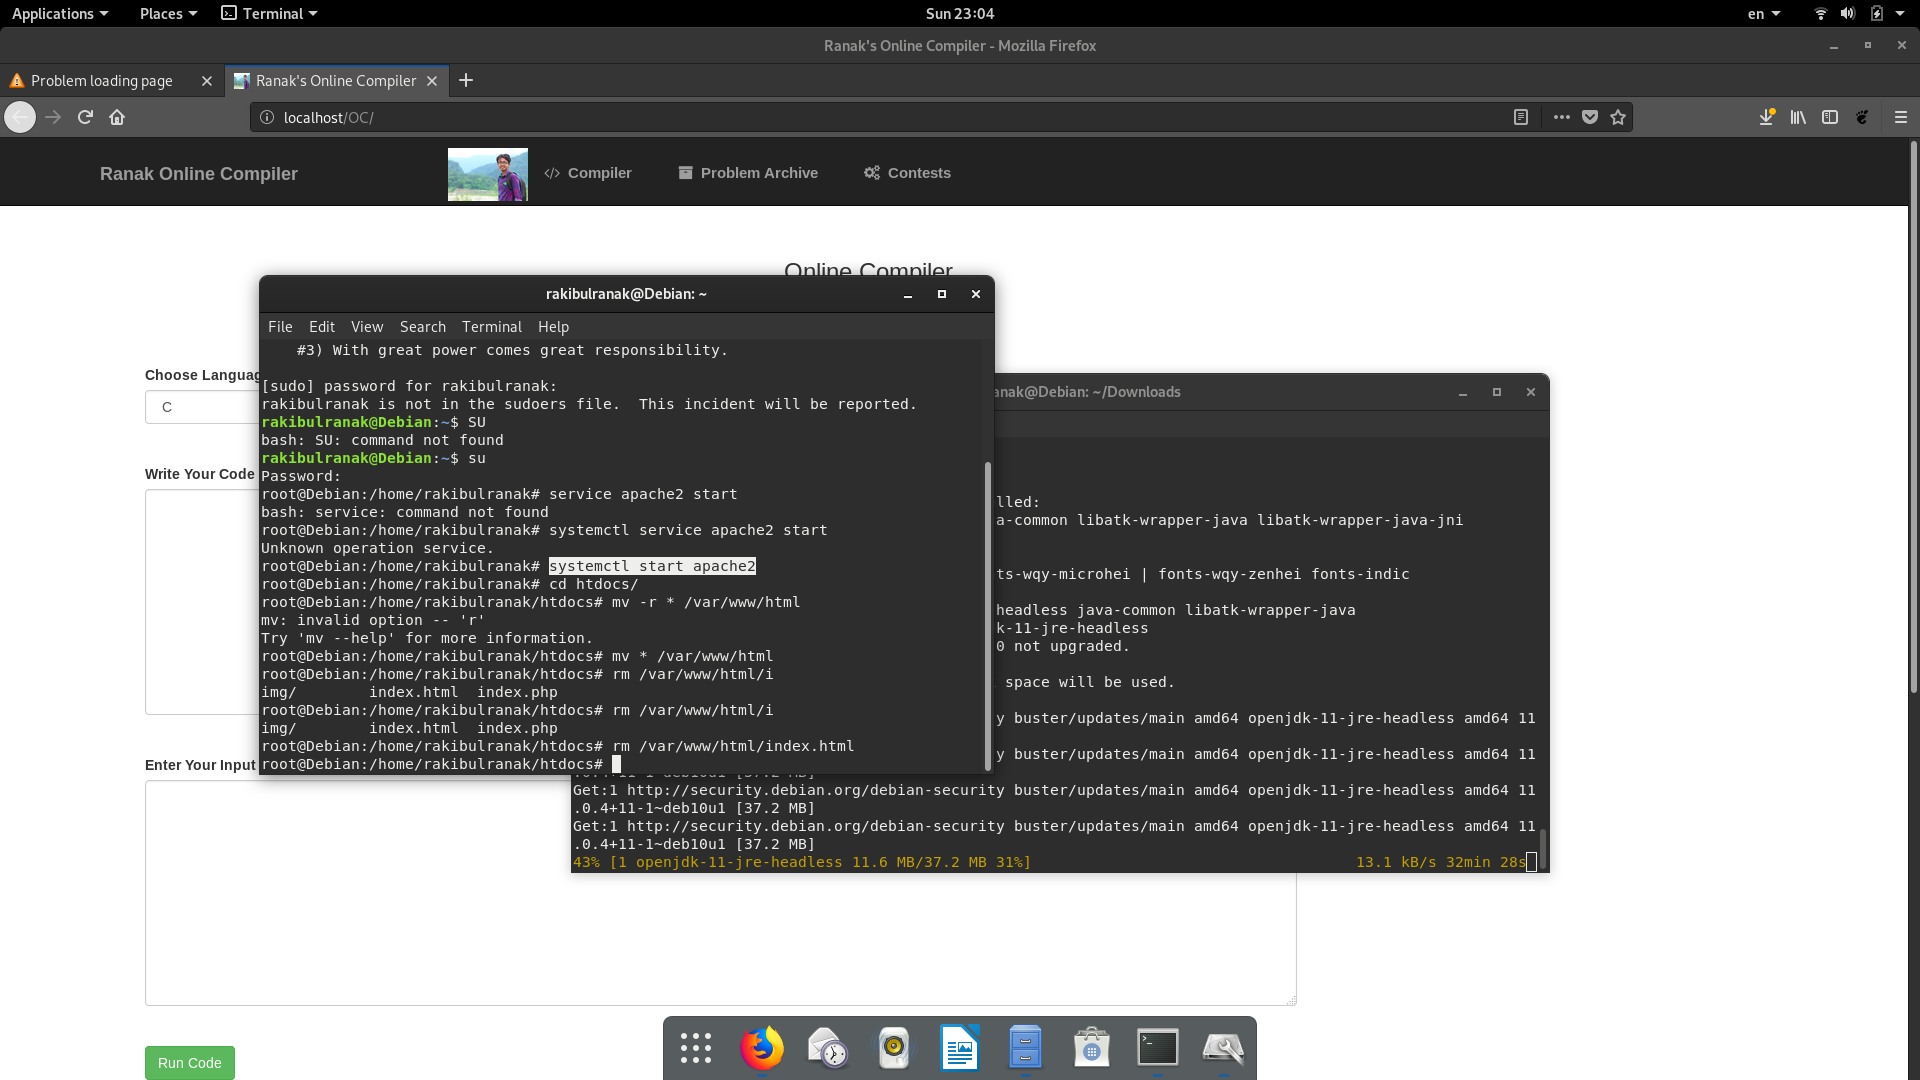 Applications Places Terminal Sun 23:04 en
Ranak's Online Compiler - Mozilla Firefox
Problem loading page Ranak's Online Compiler
localhost/OC/
Ranak Online Compiler Compiler Problem Archive Contests
Online Compiler
Choose Languag
C
Write Your Code
Enter Your Input
Run Code
rakibulranak@Debian: ~
File Edit View Search Terminal Help
#3) With great power comes great responsibility.
[sudo] password for rakibulranak:
rakibulranak is not in the sudoers file.  This incident will be reported.
rakibulranak@Debian:~$ SU
bash: SU: command not found
rakibulranak@Debian:~$ su
Password:
root@Debian:/home/rakibulranak# service apache2 start
bash: service: command not found
root@Debian:/home/rakibulranak# systemctl service apache2 start
Unknown operation service.
root@Debian:/home/rakibulranak# systemctl start apache2
root@Debian:/home/rakibulranak# cd htdocs/
root@Debian:/home/rakibulranak/htdocs# mv -r * /var/www/html
mv: invalid option -- 'r'
Try 'mv --help' for more information.
root@Debian:/home/rakibulranak/htdocs# mv * /var/www/html
root@Debian:/home/rakibulranak/htdocs# rm /var/www/html/i
img/        index.html  index.php
root@Debian:/home/rakibulranak/htdocs# rm /var/www/html/i
img/        index.html  index.php
root@Debian:/home/rakibulranak/htdocs# rm /var/www/html/index.html
root@Debian:/home/rakibulranak/htdocs#
anak@Debian: ~/Downloads
lled:
a-common libatk-wrapper-java libatk-wrapper-java-jni
ts-wqy-microhei | fonts-wqy-zenhei fonts-indic
headless java-common libatk-wrapper-java
k-11-jre-headless
0 not upgraded.
space will be used.
y buster/updates/main amd64 openjdk-11-jre-headless amd64 11
y buster/updates/main amd64 openjdk-11-jre-headless amd64 11
.0.4+11-1~deb10u1 [37.2 MB]
Get:1 http://security.debian.org/debian-security buster/updates/main amd64 openjdk-11-jre-headless amd64 11
.0.4+11-1~deb10u1 [37.2 MB]
Get:1 http://security.debian.org/debian-security buster/updates/main amd64 openjdk-11-jre-headless amd64 11
.0.4+11-1~deb10u1 [37.2 MB]
43% [1 openjdk-11-jre-headless 11.6 MB/37.2 MB 31%] 13.1 kB/s 32min 28s